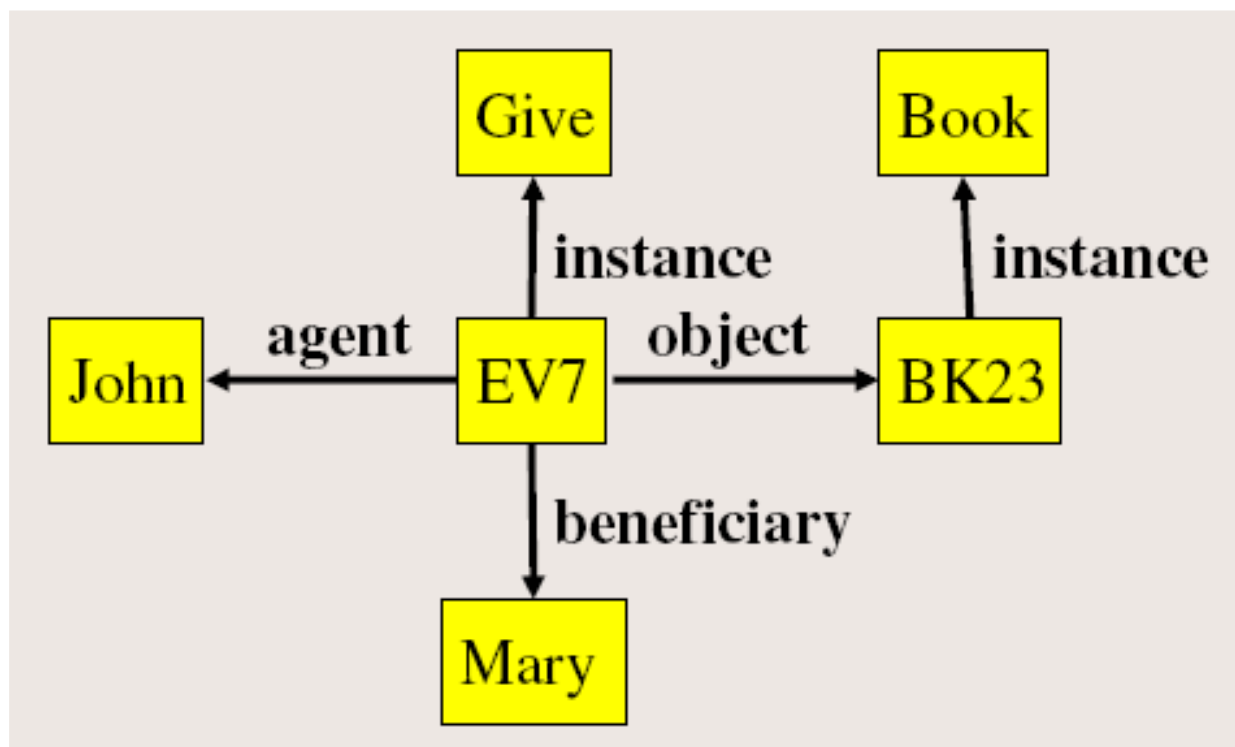 Give
Book
instance
instance
agent
object
John
EV7
BK23
beneficiary
Mary